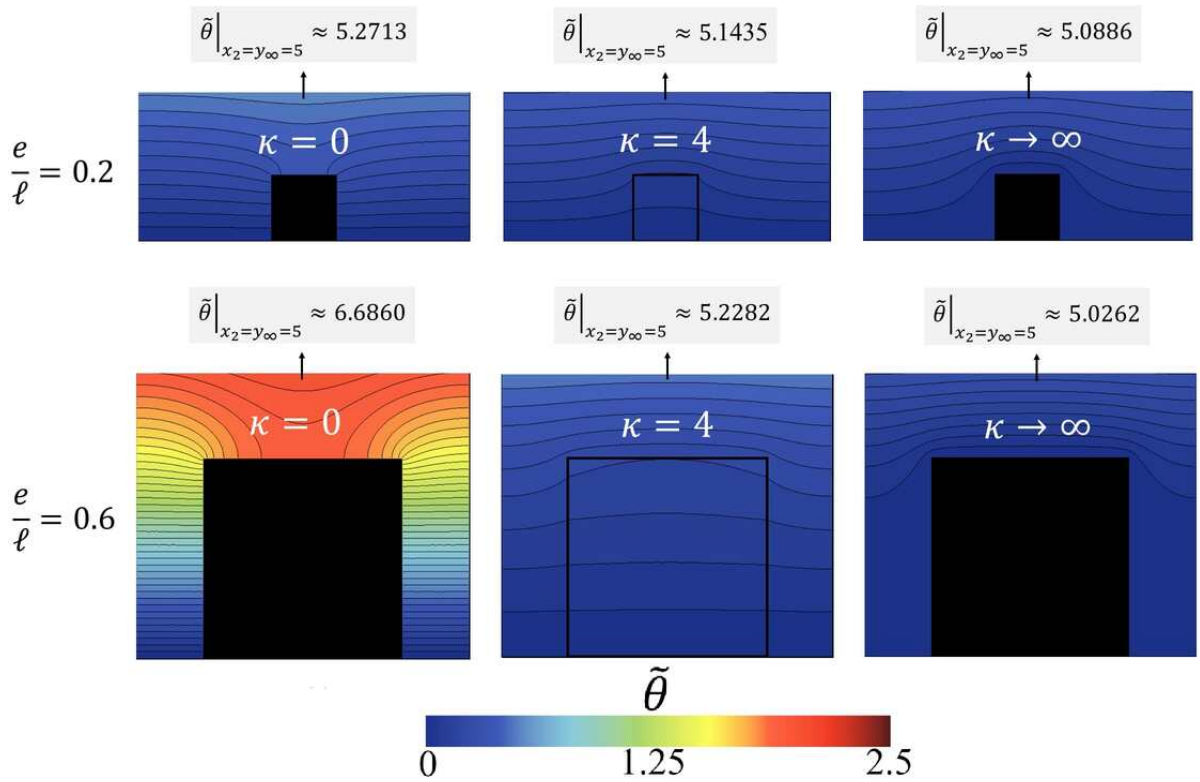 θ̃|x₂=y∞=5 ≈ 5.2713
θ̃|x₂=y∞=5 ≈ 5.1435
θ̃|x₂=y∞=5 ≈ 5.0886
e/ℓ = 0.2
κ = 0
κ = 4
κ → ∞
θ̃|x₂=y∞=5 ≈ 6.6860
θ̃|x₂=y∞=5 ≈ 5.2282
θ̃|x₂=y∞=5 ≈ 5.0262
e/ℓ = 0.6
κ = 0
κ = 4
κ → ∞
θ̃
0 1.25 2.5